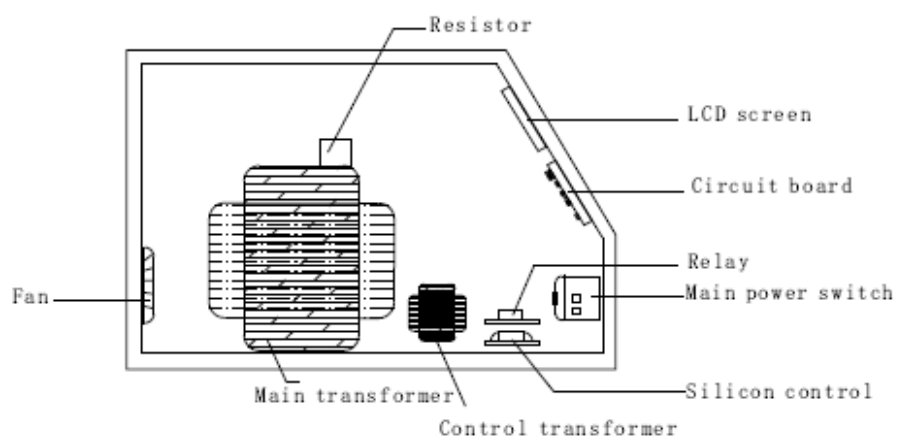 Resistor
LCD screen
Circuit board
Relay
Fan
Main power switch
Main transformer
Silicon control
Control transformer